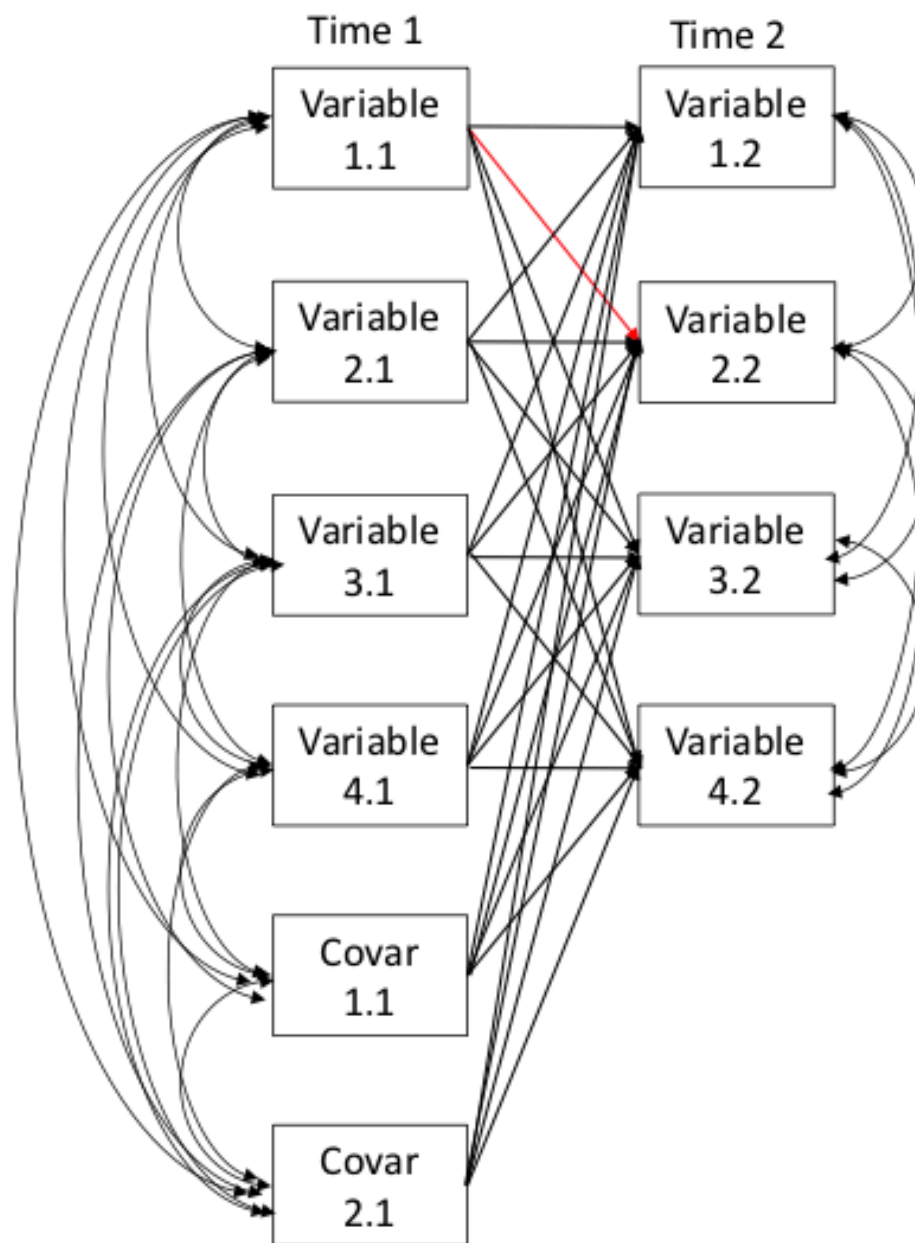 Time 1
Time 2
Variable
1.1
Variable
1.2
Variable
2.1
Variable
2.2
Variable
3.1
Variable
3.2
Variable
4.1
Variable
4.2
Covar
1.1
Covar
2.1